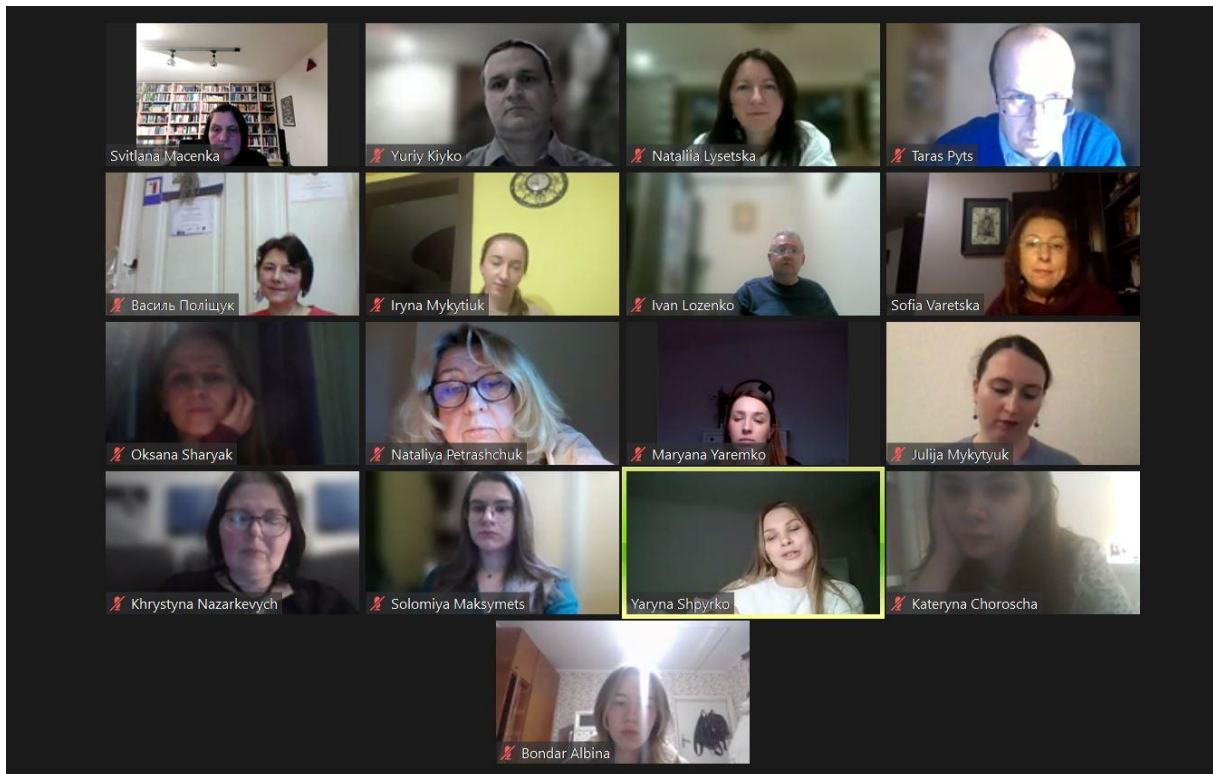 Svitlana Macenka
Yuriy Kiyko
Nataliia Lysetska
Taras Pyts
Василь Поліщук
Iryna Mykytiuk
Ivan Lozenko
Sofia Varetska
Oksana Sharyak
Nataliya Petrashchuk
Maryana Yaremko
Julija Mykytyuk
Khrystyna Nazarkevych
Solomiya Maksymets
Yaryna Shpyrko
Kateryna Choroscha
Bondar Albina